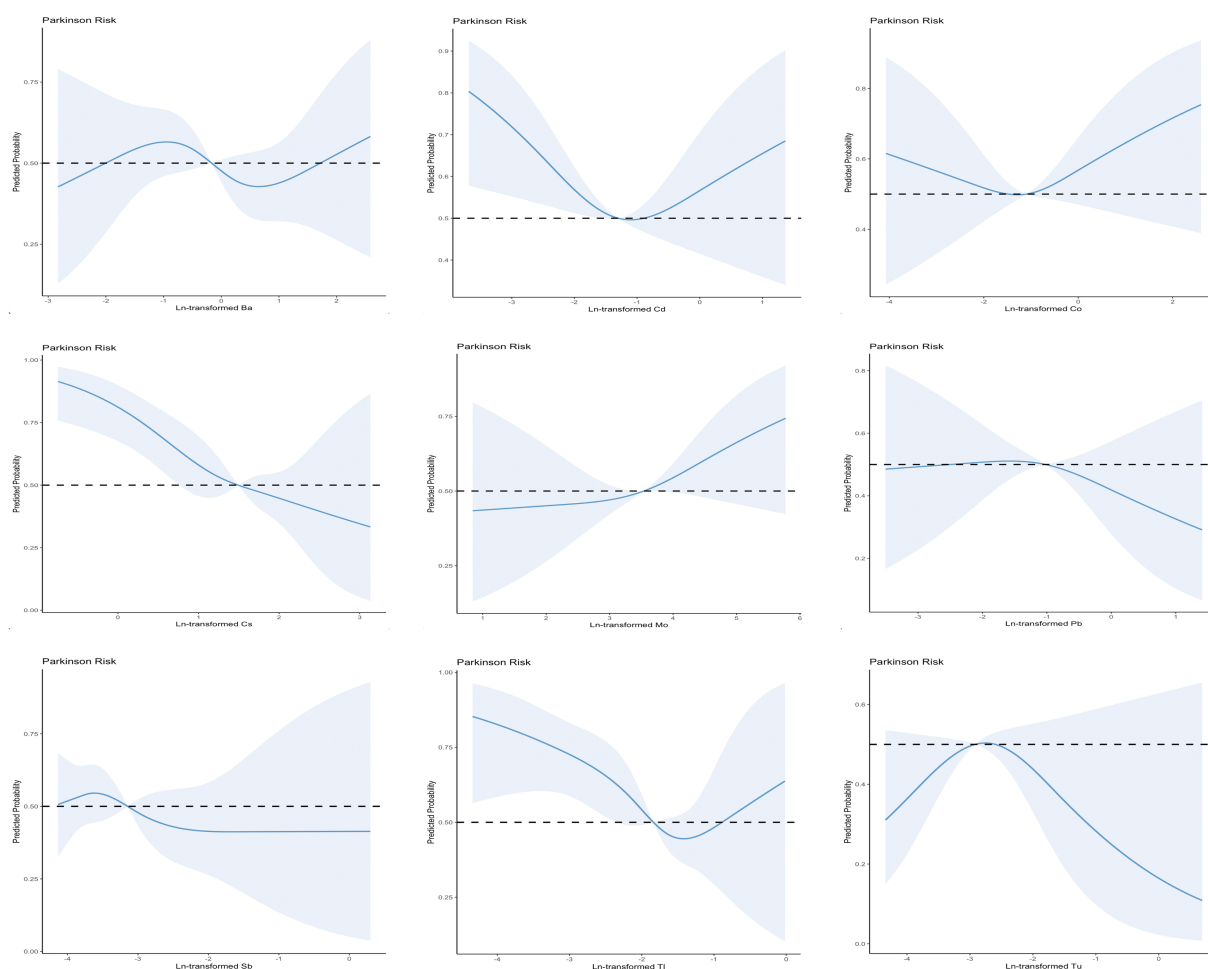 Parkinson Risk
Predicted Probability
0.75
0.50
0.25
-3 -2 -1 0 1 2
Ln-transformed Ba
Parkinson Risk
Predicted Probability
0.9
0.8
0.7
0.6
0.5
0.4
-3 -2 -1 0 1
Ln-transformed Cd
Parkinson Risk
Predicted Probability
0.8
0.6
0.4
-4 -2 0 2
Ln-transformed Co
Parkinson Risk
Predicted Probability
1.00
0.75
0.50
0.25
0.00
0 1 2 3
Ln-transformed Cs
Parkinson Risk
Predicted Probability
0.75
0.50
0.25
1 2 3 4 5 6
Ln-transformed Mo
Parkinson Risk
Predicted Probability
0.8
0.6
0.4
0.2
-3 -2 -1 0 1
Ln-transformed Pb
Parkinson Risk
Predicted Probability
0.75
0.50
0.25
0.00
-4 -3 -2 -1 0
Ln-transformed Sb
Parkinson Risk
Predicted Probability
1.00
0.75
0.50
0.25
-4 -3 -2 -1 0
Ln-transformed Tl
Parkinson Risk
Predicted Probability
0.6
0.4
0.2
0.0
-4 -3 -2 -1 0
Ln-transformed Tu